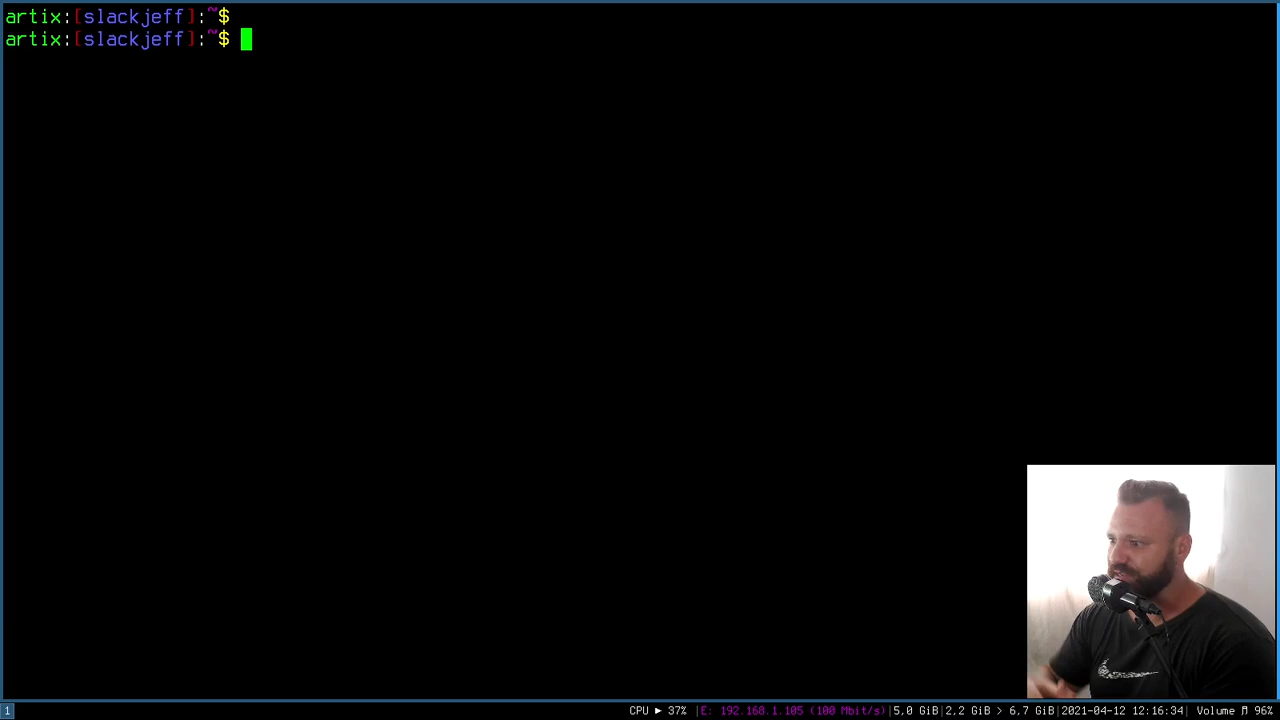 artix:[slackjeff]:~$
artix:[slackjeff]:~$
1
CPU ► 37% |E: 192.168.1.105 (100 Mbit/s)|5,0 GiB|2,2 GiB > 6,7 GiB|2021-04-12 12:16:34| Volume ♬ 96%